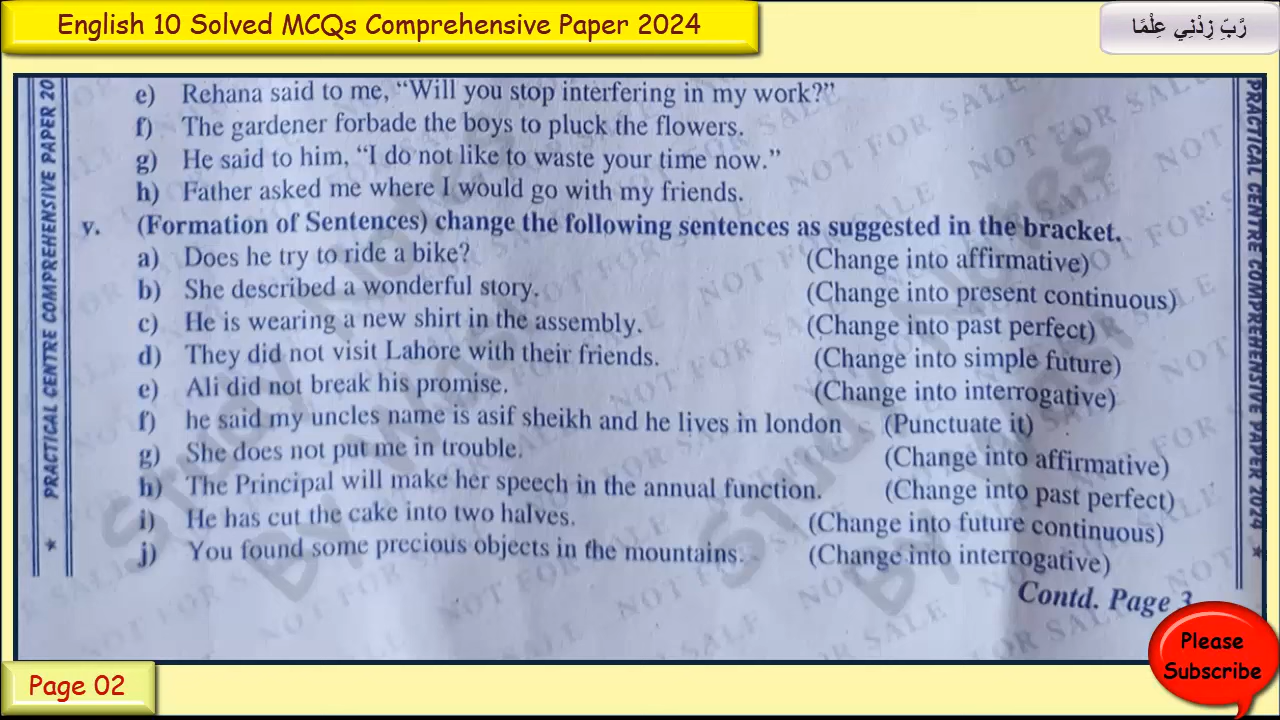 English 10 Solved MCQs Comprehensive Paper 2024
رَّبِّ زِدْنِي عِلْمًا
e) Rehana said to me, “Will you stop interfering in my work?”
f) The gardener forbade the boys to pluck the flowers.
g) He said to him, “I do not like to waste your time now.”
h) Father asked me where I would go with my friends.
v. (Formation of Sentences) change the following sentences as suggested in the bracket.
a) Does he try to ride a bike? (Change into affirmative)
b) She described a wonderful story. (Change into present continuous)
c) He is wearing a new shirt in the assembly. (Change into past perfect)
d) They did not visit Lahore with their friends. (Change into simple future)
e) Ali did not break his promise. (Change into interrogative)
f) he said my uncles name is asif sheikh and he lives in london (Punctuate it)
g) She does not put me in trouble. (Change into affirmative)
h) The Principal will make her speech in the annual function. (Change into past perfect)
i) He has cut the cake into two halves. (Change into future continuous)
j) You found some precious objects in the mountains. (Change into interrogative)
Contd. Page 3
PRACTICAL CENTRE COMPREHENSIVE PAPER 20
PRACTICAL CENTRE COMPREHENSIVE PAPER 2024
NOT FOR SALE
Study Notes
Page 02
Please
Subscribe